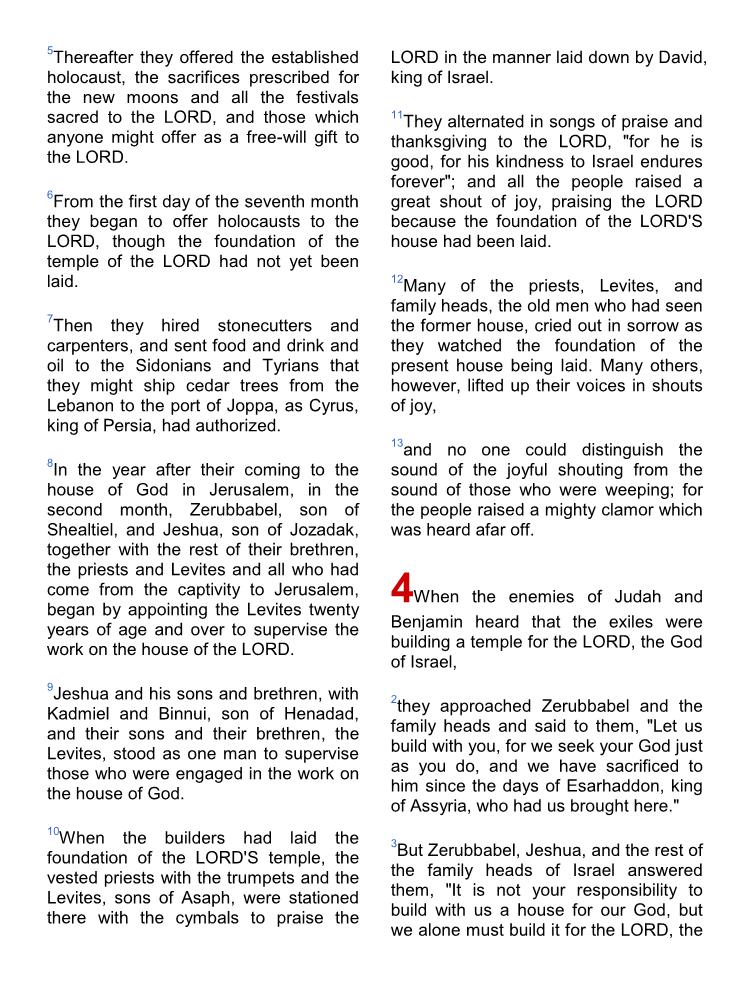 5Thereafter they offered the established
holocaust, the sacrifices prescribed for
the new moons and all the festivals
sacred to the LORD, and those which
anyone might offer as a free-will gift to
the LORD.
6From the first day of the seventh month
they began to offer holocausts to the
LORD, though the foundation of the
temple of the LORD had not yet been
laid.
7Then they hired stonecutters and
carpenters, and sent food and drink and
oil to the Sidonians and Tyrians that
they might ship cedar trees from the
Lebanon to the port of Joppa, as Cyrus,
king of Persia, had authorized.
8In the year after their coming to the
house of God in Jerusalem, in the
second month, Zerubbabel, son of
Shealtiel, and Jeshua, son of Jozadak,
together with the rest of their brethren,
the priests and Levites and all who had
come from the captivity to Jerusalem,
began by appointing the Levites twenty
years of age and over to supervise the
work on the house of the LORD.
9Jeshua and his sons and brethren, with
Kadmiel and Binnui, son of Henadad,
and their sons and their brethren, the
Levites, stood as one man to supervise
those who were engaged in the work on
the house of God.
10When the builders had laid the
foundation of the LORD'S temple, the
vested priests with the trumpets and the
Levites, sons of Asaph, were stationed
there with the cymbals to praise the
LORD in the manner laid down by David,
king of Israel.
11They alternated in songs of praise and
thanksgiving to the LORD, "for he is
good, for his kindness to Israel endures
forever"; and all the people raised a
great shout of joy, praising the LORD
because the foundation of the LORD'S
house had been laid.
12Many of the priests, Levites, and
family heads, the old men who had seen
the former house, cried out in sorrow as
they watched the foundation of the
present house being laid. Many others,
however, lifted up their voices in shouts
of joy,
13and no one could distinguish the
sound of the joyful shouting from the
sound of those who were weeping; for
the people raised a mighty clamor which
was heard afar off.
4When the enemies of Judah and
Benjamin heard that the exiles were
building a temple for the LORD, the God
of Israel,
2they approached Zerubbabel and the
family heads and said to them, "Let us
build with you, for we seek your God just
as you do, and we have sacrificed to
him since the days of Esarhaddon, king
of Assyria, who had us brought here."
3But Zerubbabel, Jeshua, and the rest of
the family heads of Israel answered
them, "It is not your responsibility to
build with us a house for our God, but
we alone must build it for the LORD, the